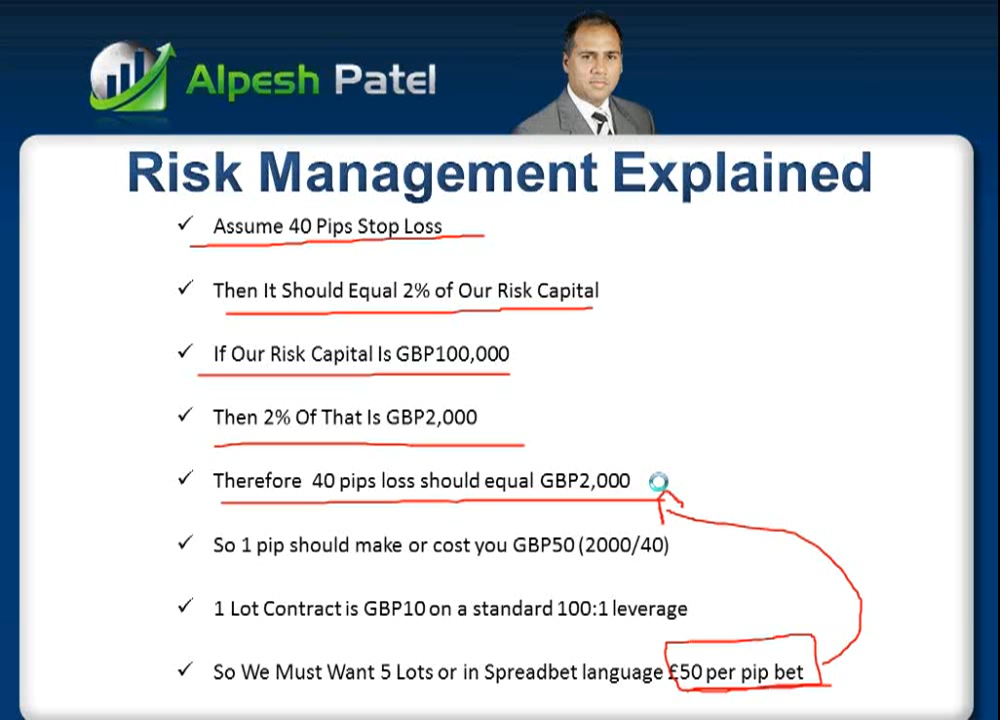 Alpesh Patel
Risk Management Explained
✓ Assume 40 Pips Stop Loss
✓ Then It Should Equal 2% of Our Risk Capital
✓ If Our Risk Capital Is GBP100,000
✓ Then 2% Of That Is GBP2,000
✓ Therefore 40 pips loss should equal GBP2,000
✓ So 1 pip should make or cost you GBP50 (2000/40)
✓ 1 Lot Contract is GBP10 on a standard 100:1 leverage
✓ So We Must Want 5 Lots or in Spreadbet language £50 per pip bet